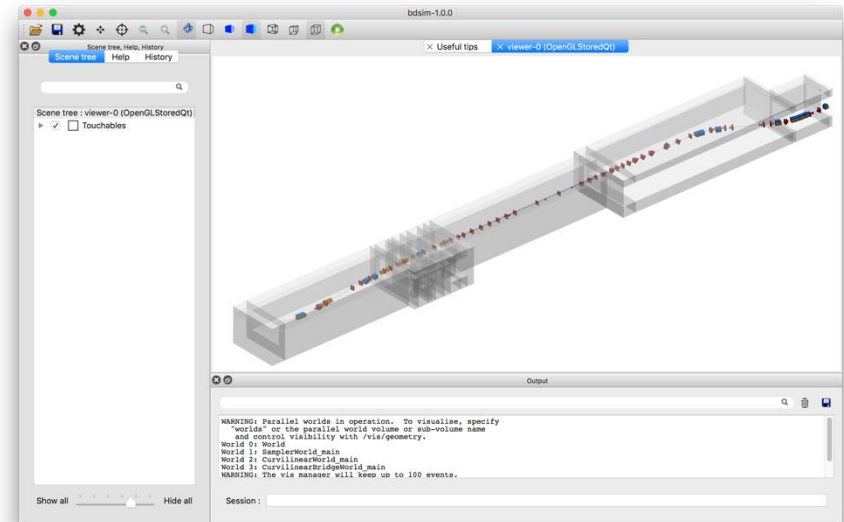 bdsim-1.0.0
Scene tree, Help, History
Scene tree Help History
Scene tree : viewer-0 (OpenGLStoredQt)
Touchables
Show all Hide all
× Useful tips × viewer-0 (OpenGLStoredQt)
Output
WARNING: Parallel worlds in operation. To visualise, specify
"worlds" or the parallel world volume or sub-volume name
and control visibility with /vis/geometry.
World 0: World
World 1: SamplerWorld_main
World 2: CurvilinearWorld_main
World 3: CurvilinearBridgeWorld_main
WARNING: The vis manager will keep up to 100 events.
Session :